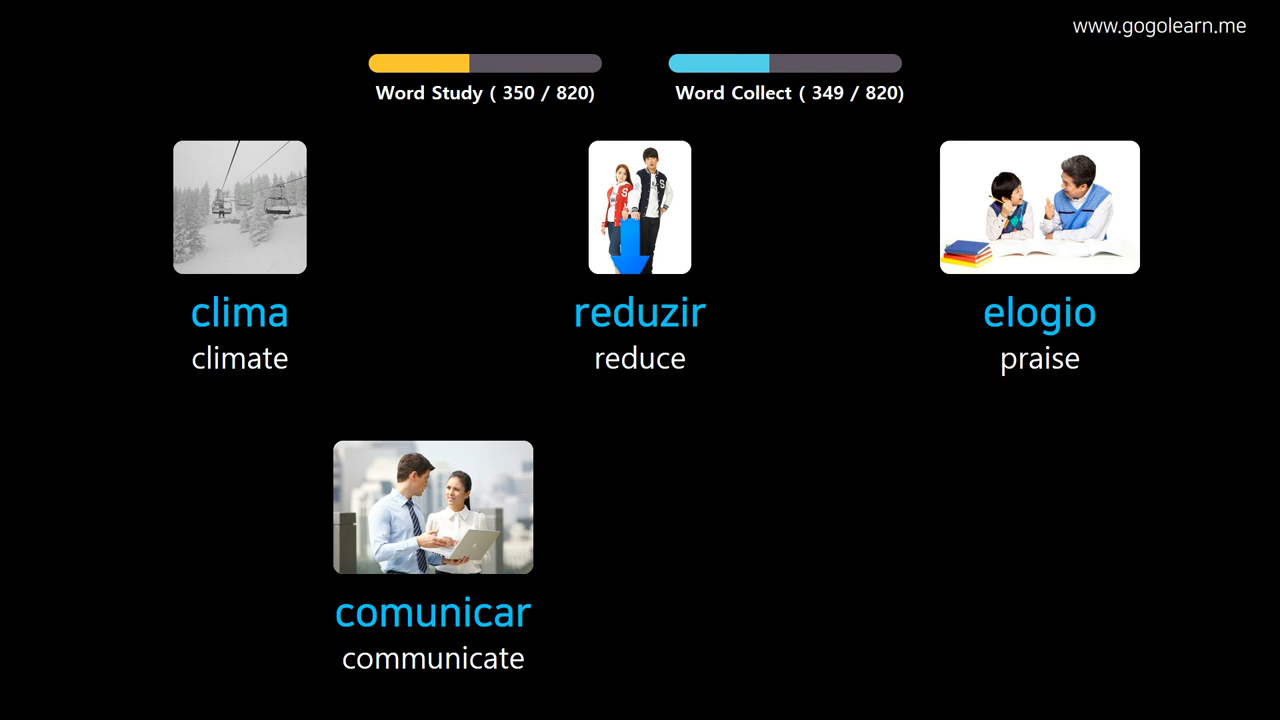 www.gogolearn.me
Word Study ( 350 / 820)
Word Collect ( 349 / 820)
clima
climate
reduzir
reduce
elogio
praise
comunicar
communicate